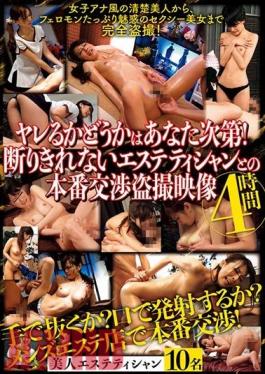 女子アナ風の清楚美人から、
フェロモンたっぷり魅惑のセクシー美女まで
完全盗撮!
ヤレるかどうかはあなた次第!
断りきれないエステティシャンとの
本番交渉盗撮映像
4時間
手で抜くか?口で発射するか?
メンズエステ店で本番交渉!
美人エステティシャン10名